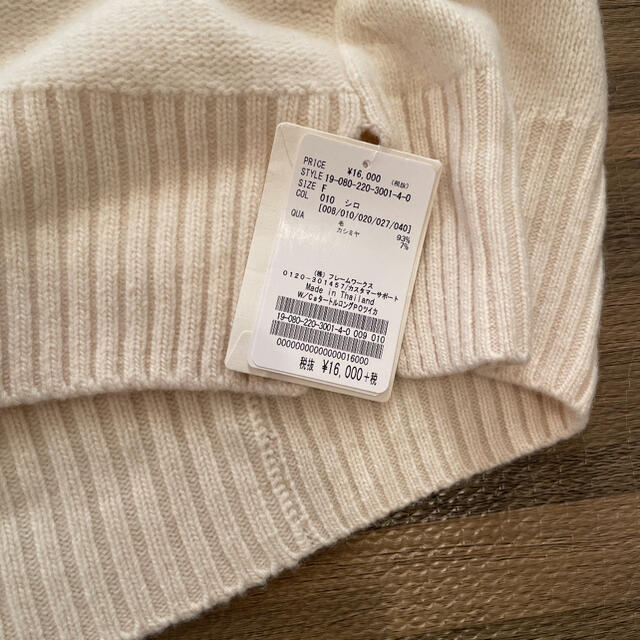 PRICE ¥16,000 (税抜)
STYLE 19-080-220-3001-4-0
SIZE F
COL 010 シロ
[008/010/020/027/040]
QUA 毛 93%
カシミヤ 7%
(株) フレームワークス
0120-301457/カスタマーサポート
Made in Thailand
W/CaタートルロングPOツイカ
19-080-220-3001-4-0 009 010
00000000000000016000
税抜 ¥16,000+税